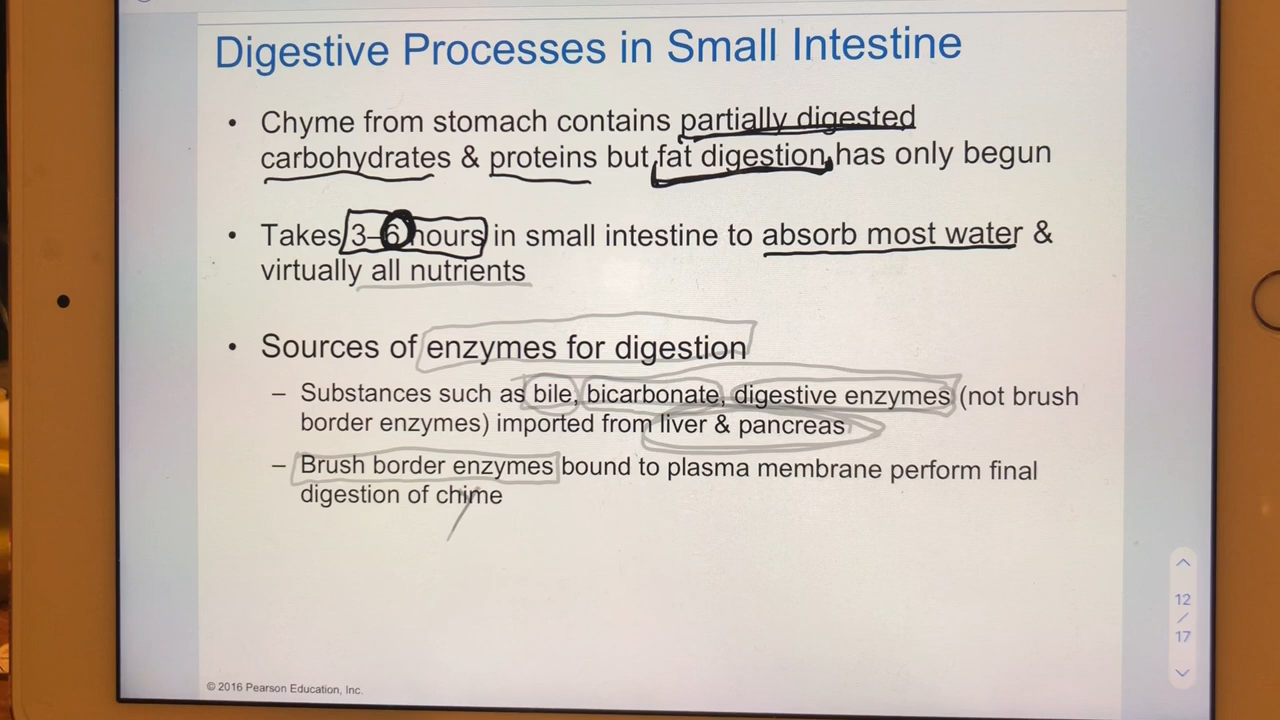 Digestive Processes in Small Intestine
• Chyme from stomach contains partially digested
carbohydrates & proteins but fat digestion has only begun
• Takes 3–6 hours in small intestine to absorb most water &
virtually all nutrients
• Sources of enzymes for digestion
– Substances such as bile, bicarbonate, digestive enzymes (not brush
border enzymes) imported from liver & pancreas
– Brush border enzymes bound to plasma membrane perform final
digestion of chime
12
/
17
© 2016 Pearson Education, Inc.